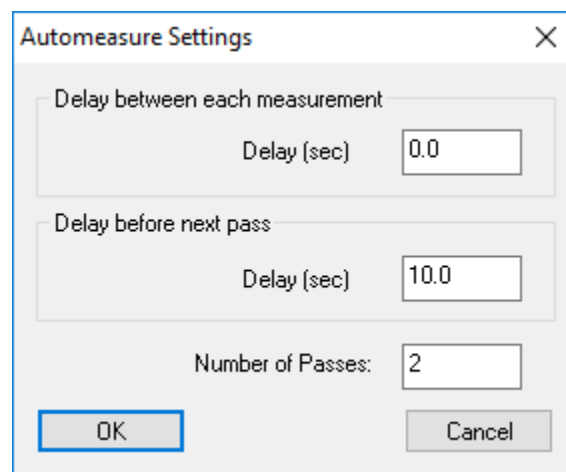 Automeasure Settings
Delay between each measurement
Delay (sec) 0.0
Delay before next pass
Delay (sec) 10.0
Number of Passes: 2
OK Cancel